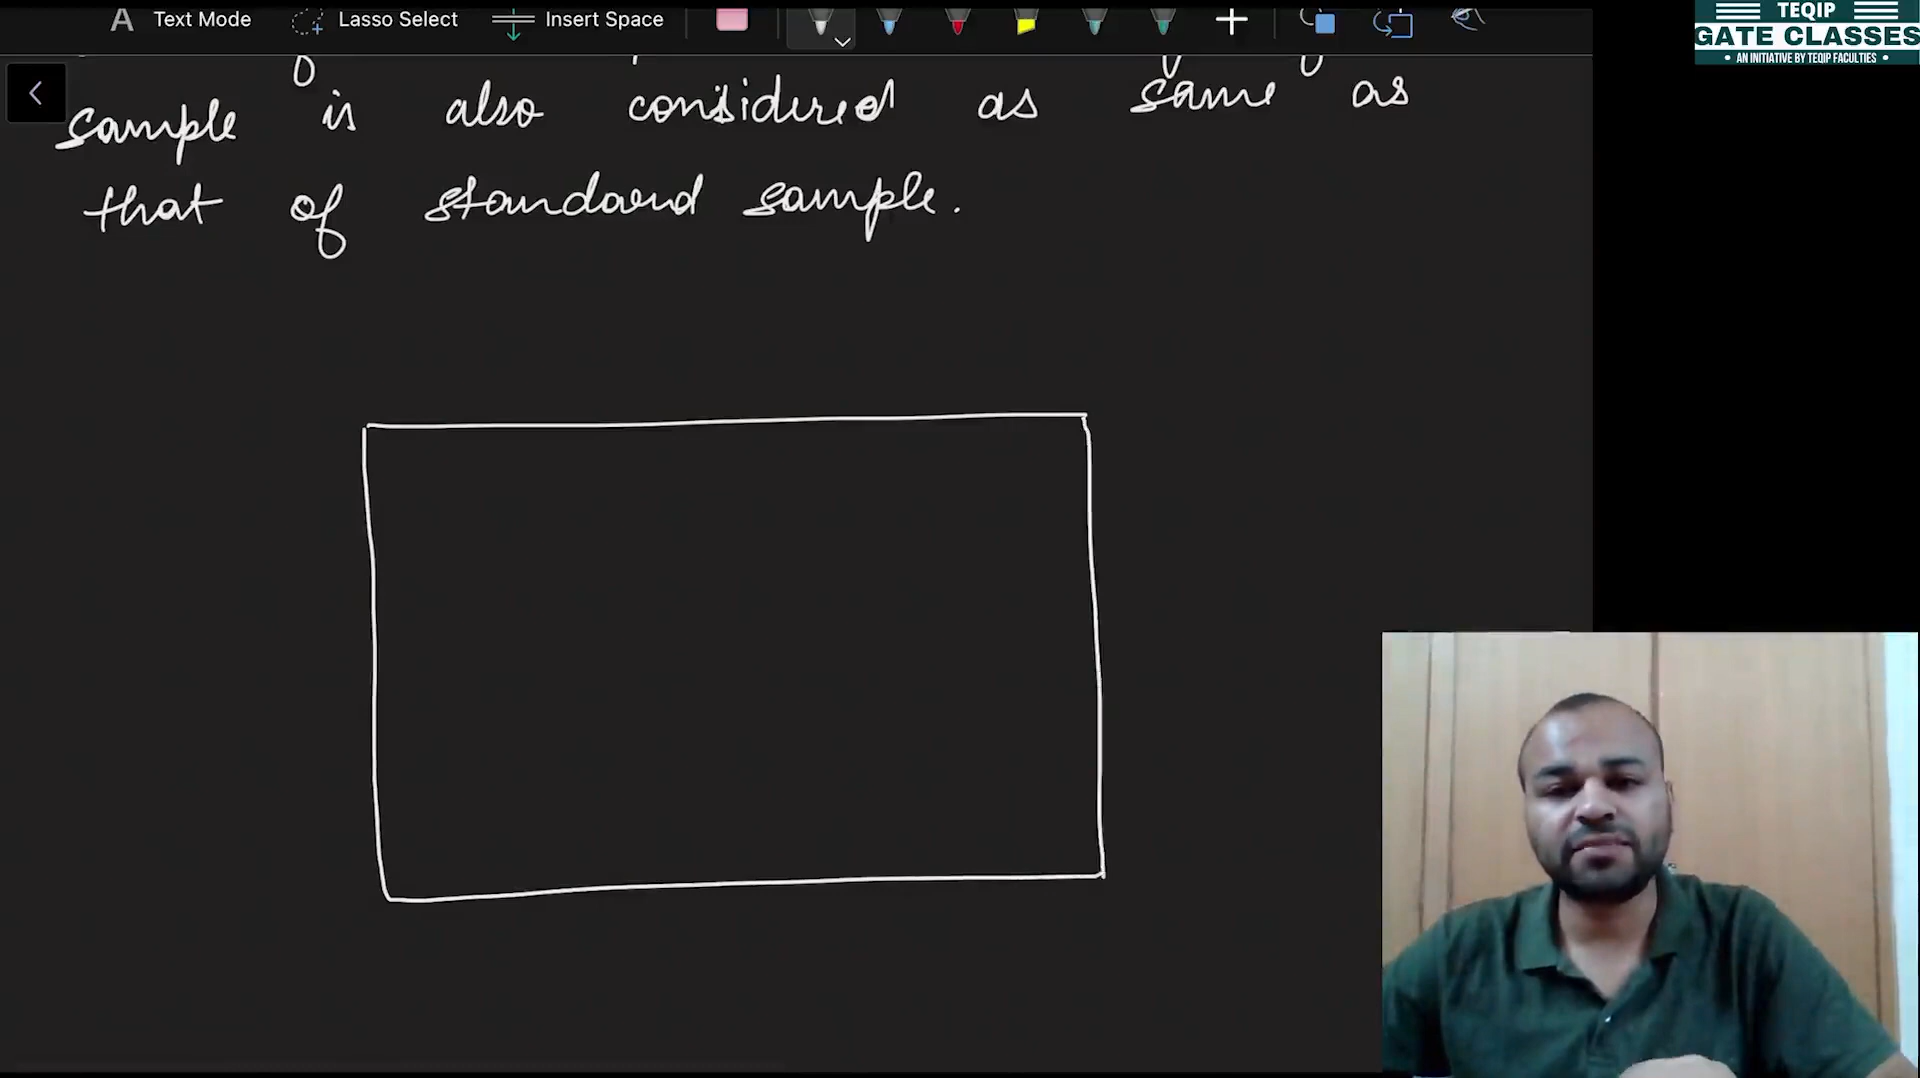 A Text Mode Lasso Select Insert Space
TEQIP
GATE CLASSES
• AN INITIATIVE BY TEQIP FACULTIES •
sample is also considered as same as
that of standard sample.